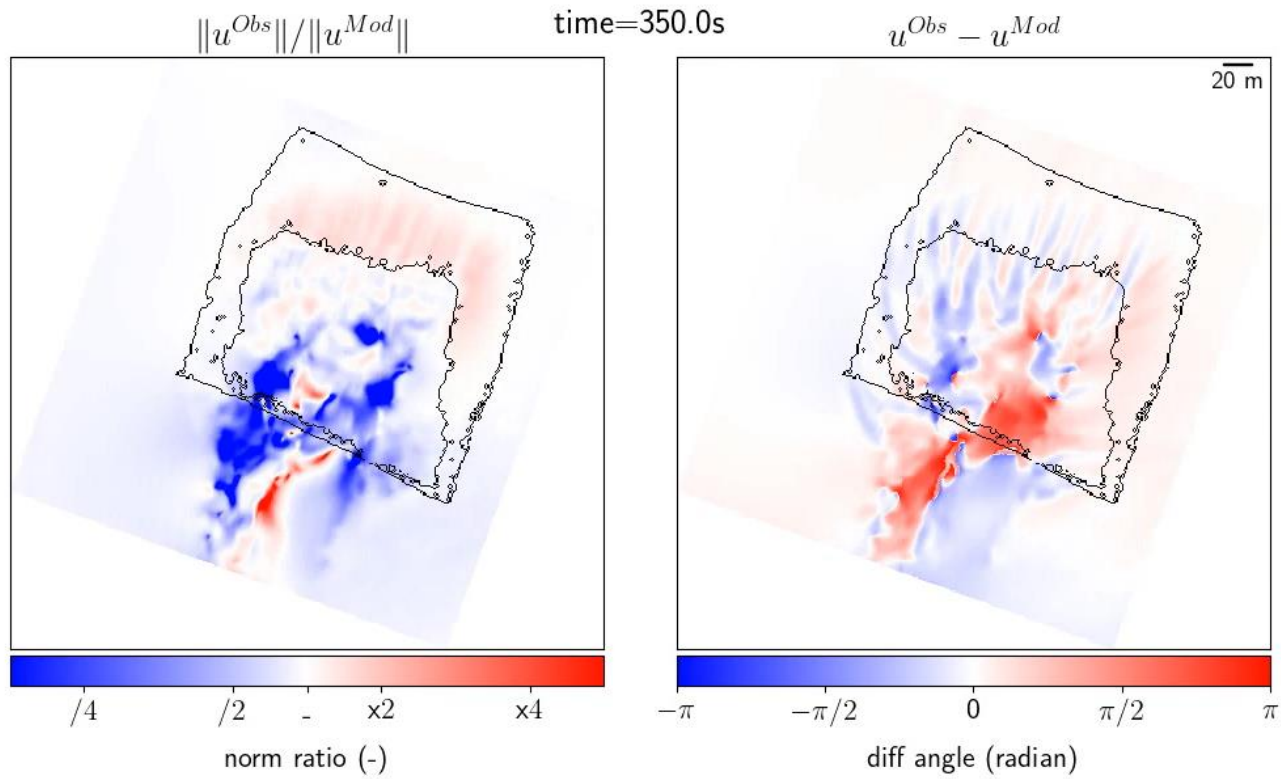 time=350.0s
‖u^{Obs}‖/‖u^{Mod}‖
u^{Obs} − u^{Mod}
20 m
/4 /2 - x2 x4
−π −π/2 0 π/2 π
norm ratio (-)
diff angle (radian)